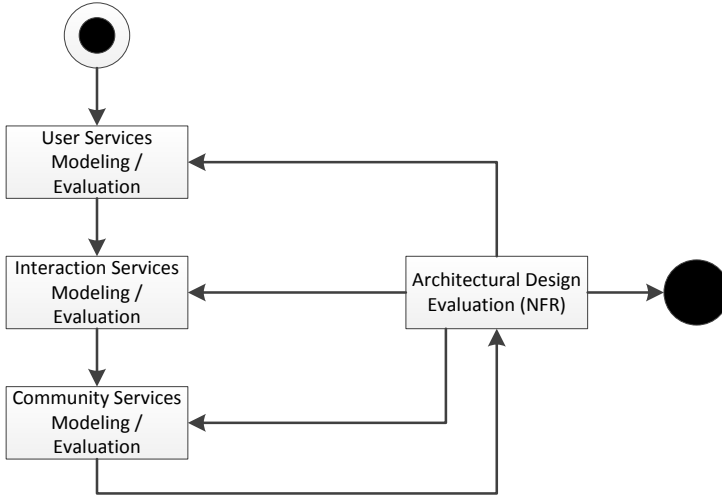 User Services
Modeling /
Evaluation
Interaction Services
Modeling /
Evaluation
Architectural Design
Evaluation (NFR)
Community Services
Modeling /
Evaluation